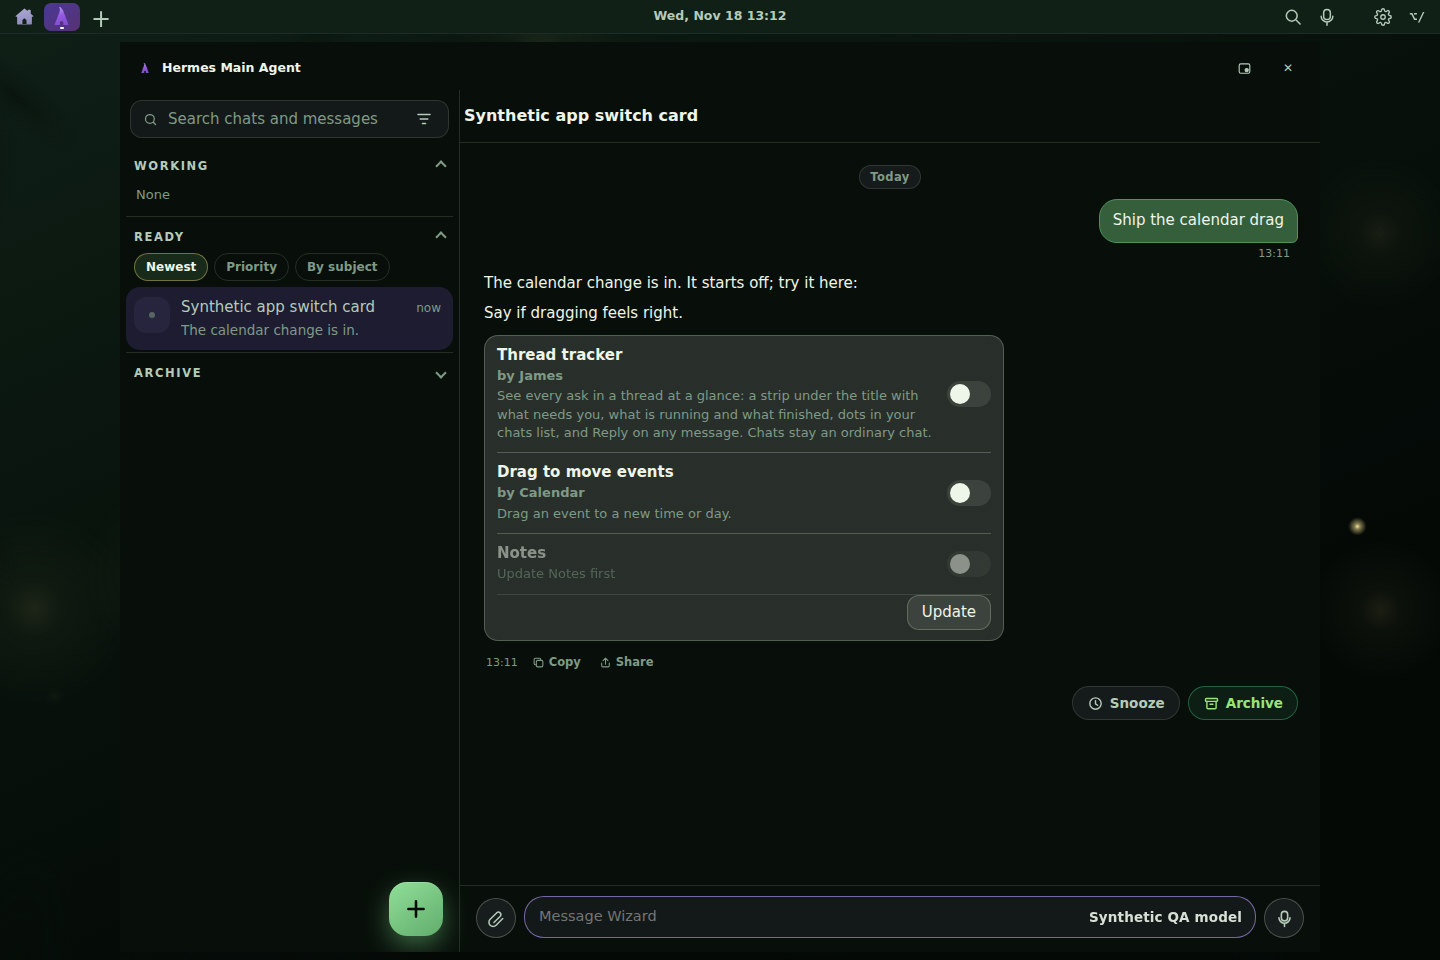 Wed, Nov 18 13:12
Hermes Main Agent
Search chats and messages
WORKING
None
READY
Newest
Priority
By subject
Synthetic app switch card
now
The calendar change is in.
ARCHIVE
Synthetic app switch card
Today
Ship the calendar drag
13:11
The calendar change is in. It starts off; try it here:
Say if dragging feels right.
Thread tracker
by James
See every ask in a thread at a glance: a strip under the title with
what needs you, what is running and what finished, dots in your
chats list, and Reply on any message. Chats stay an ordinary chat.
Drag to move events
by Calendar
Drag an event to a new time or day.
Notes
Update Notes first
Update
13:11
Copy
Share
Snooze
Archive
Message Wizard
Synthetic QA model